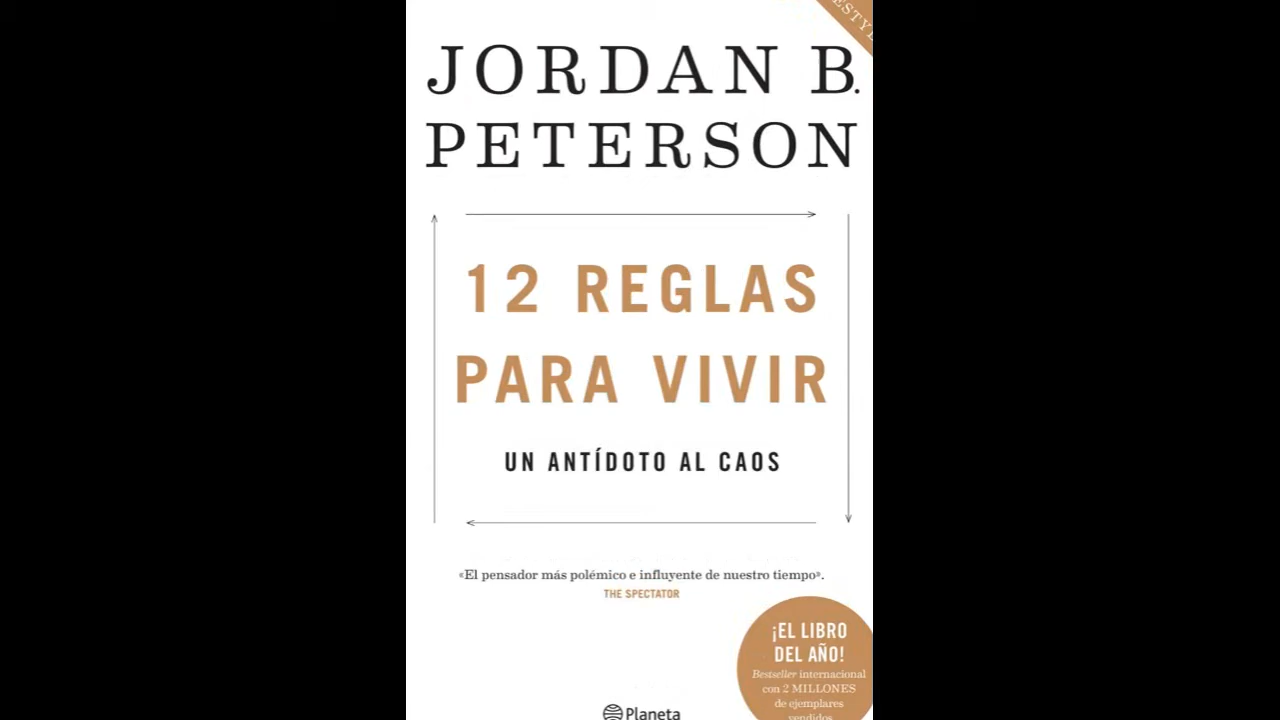 JORDAN B.
PETERSON
12 REGLAS
PARA VIVIR
UN ANTÍDOTO AL CAOS
«El pensador más polémico e influyente de nuestro tiempo».
THE SPECTATOR
¡EL LIBRO
DEL AÑO!
Bestseller internacional
con 2 MILLONES
de ejemplares
vendidos
Planeta